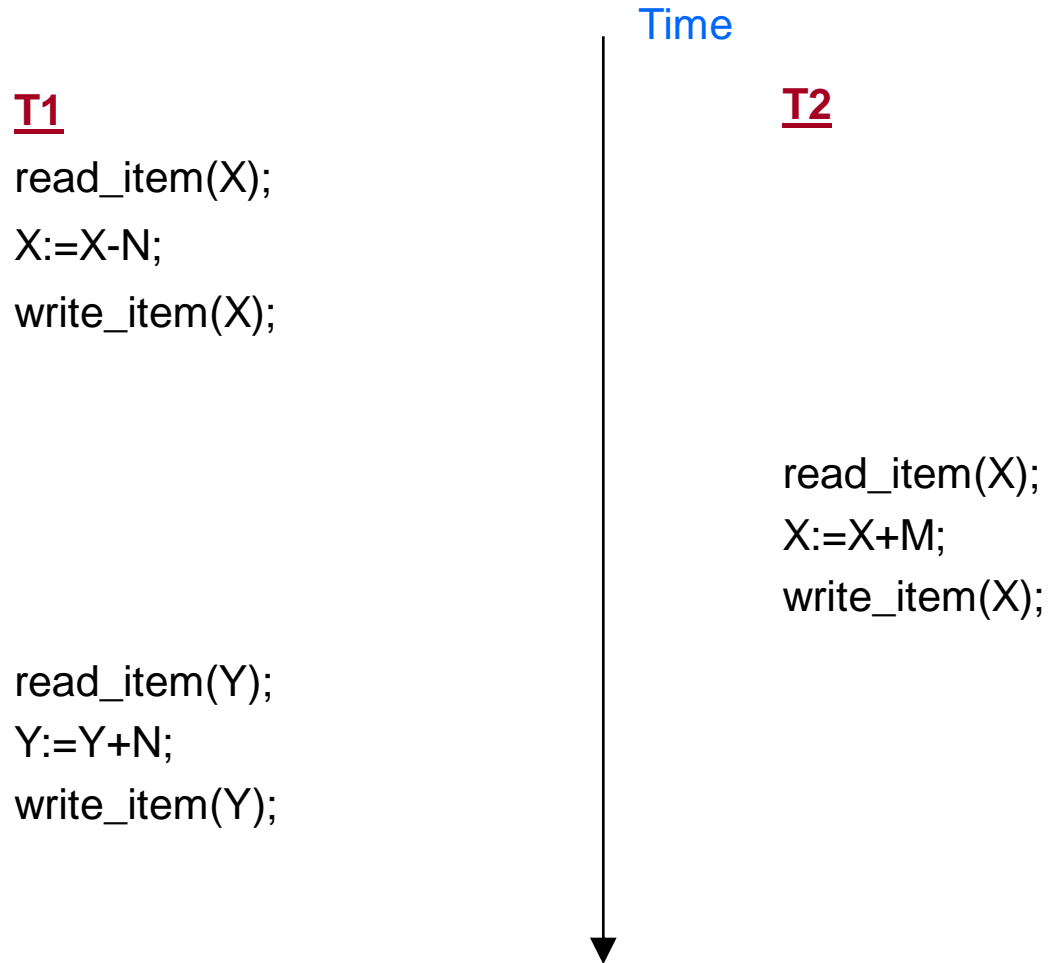 Time
T1
T2
read_item(X);
X:=X-N;
write_item(X);
read_item(X);
X:=X+M;
write_item(X);
read_item(Y);
Y:=Y+N;
write_item(Y);